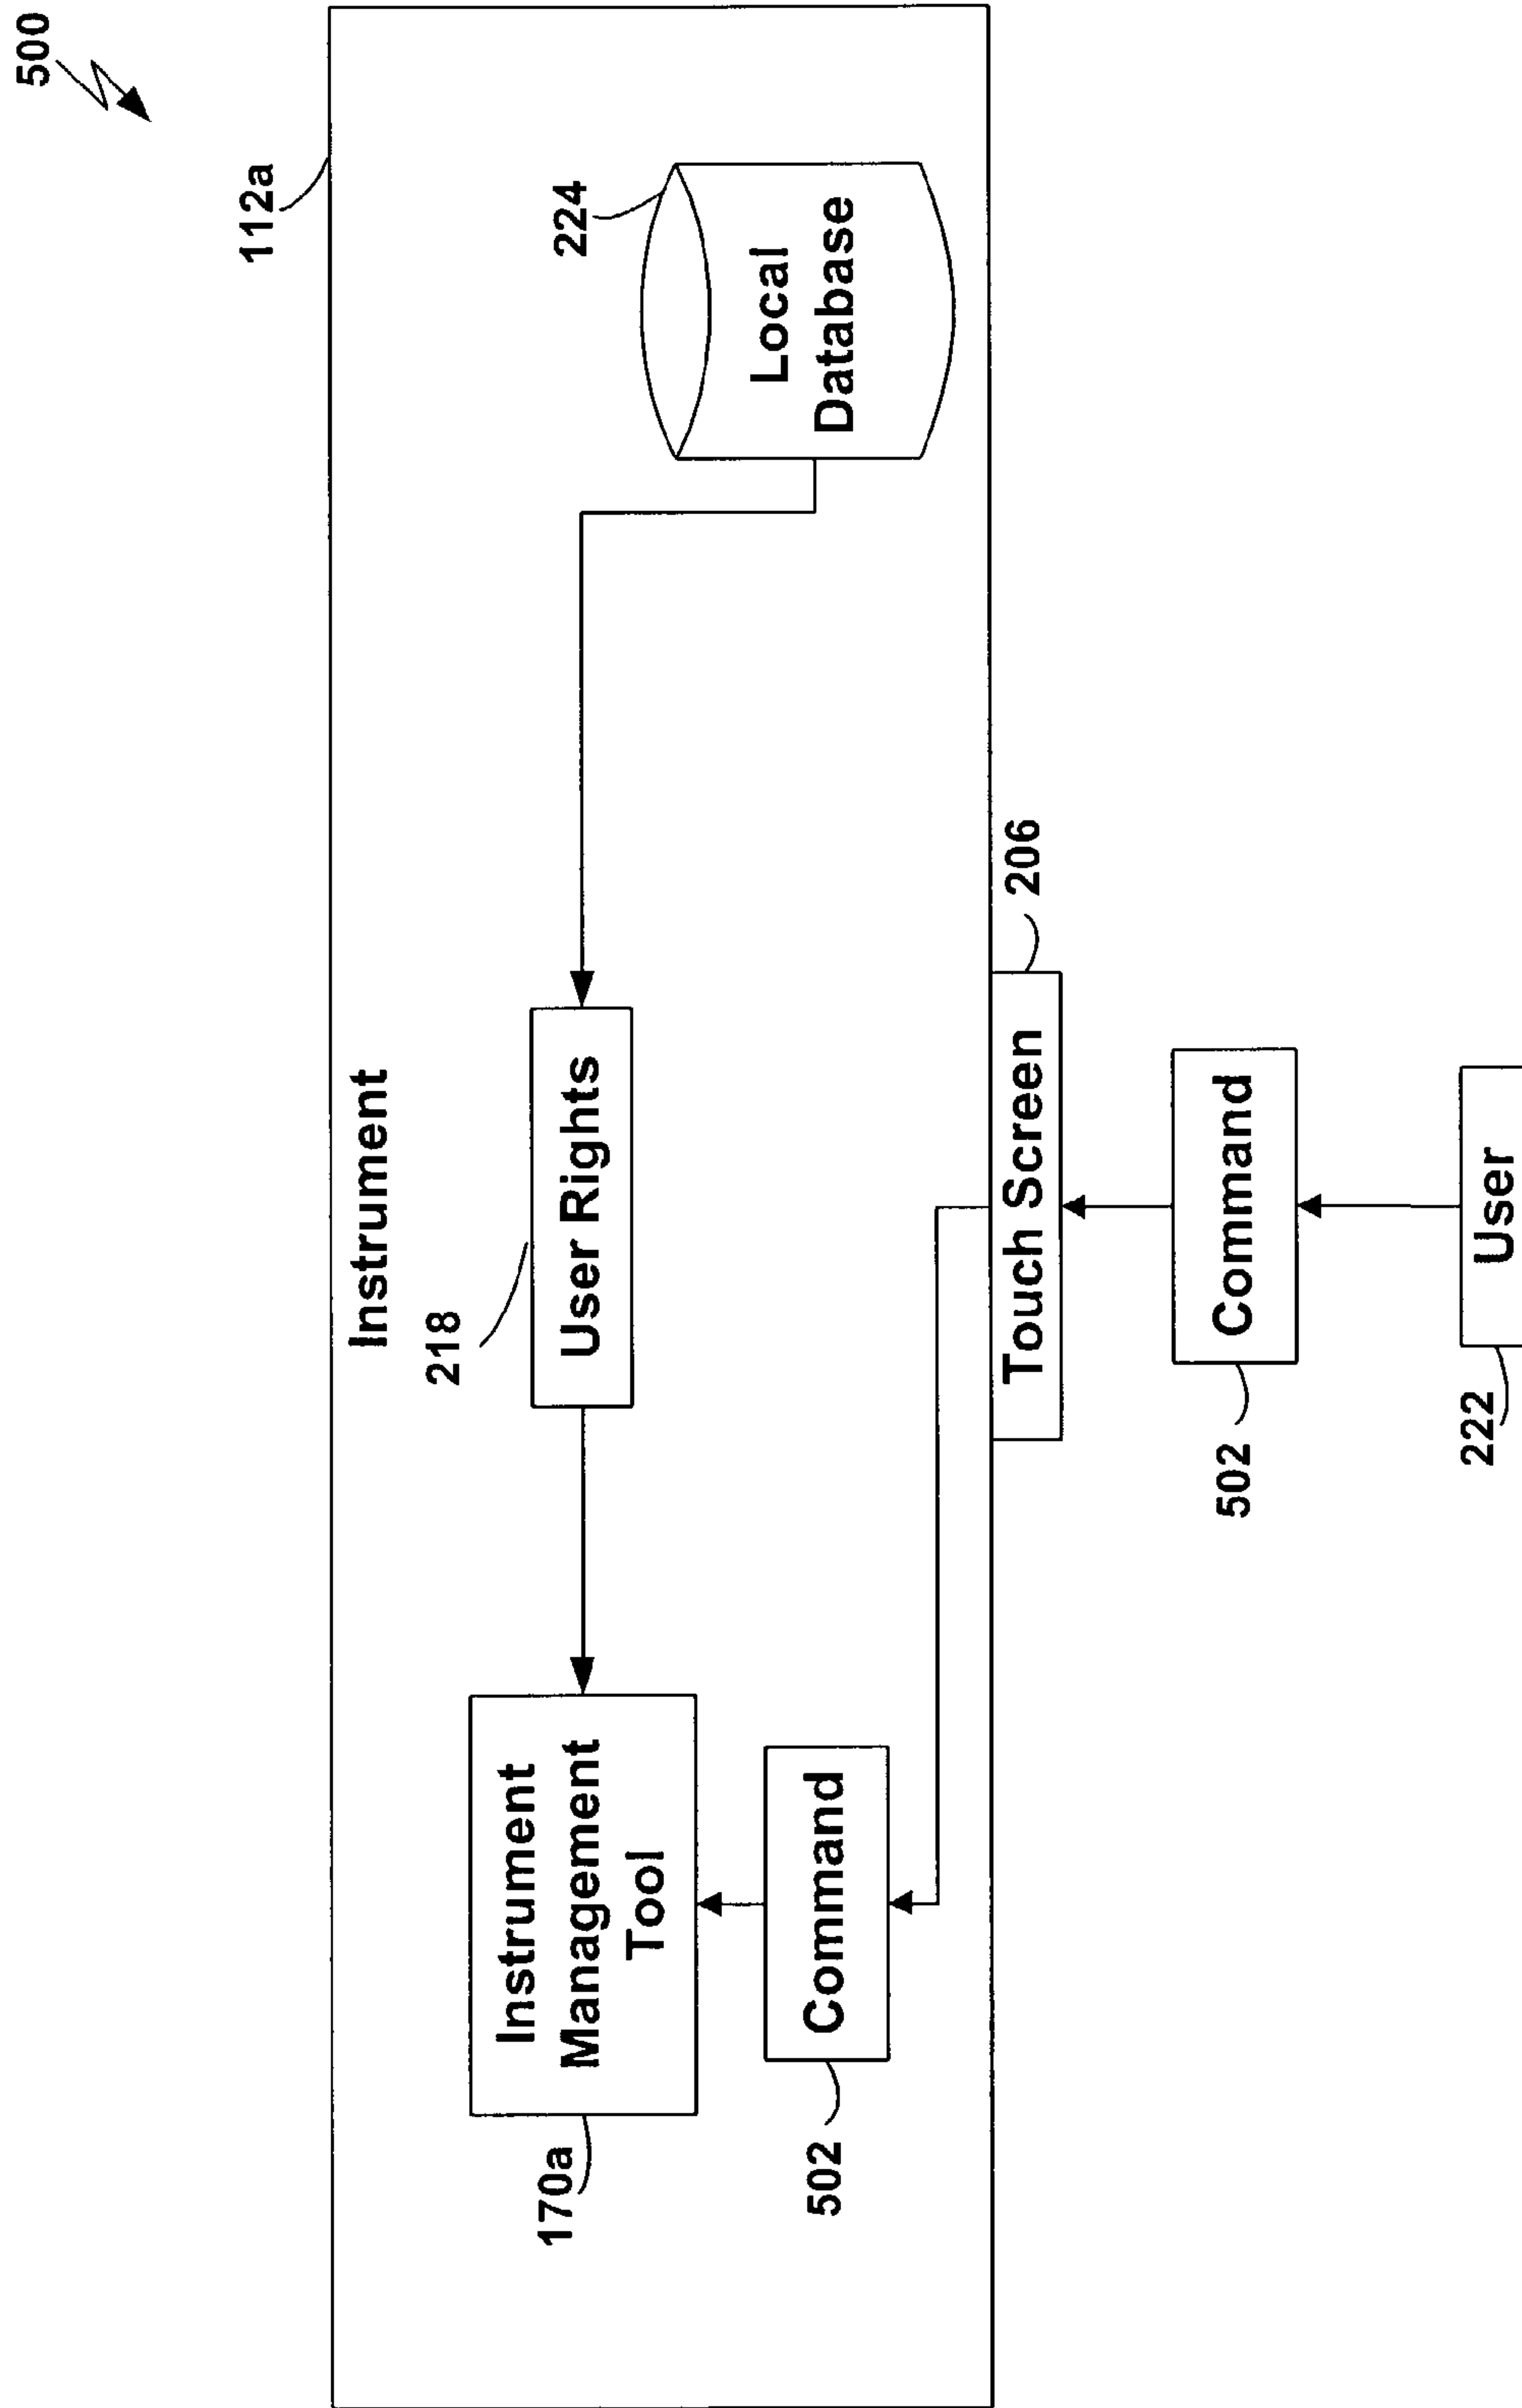 500
112a
Instrument
218
User Rights
224
Local
Database
Instrument
Management
Tool
170a
Command
502
Touch Screen
206
Command
502
User
222